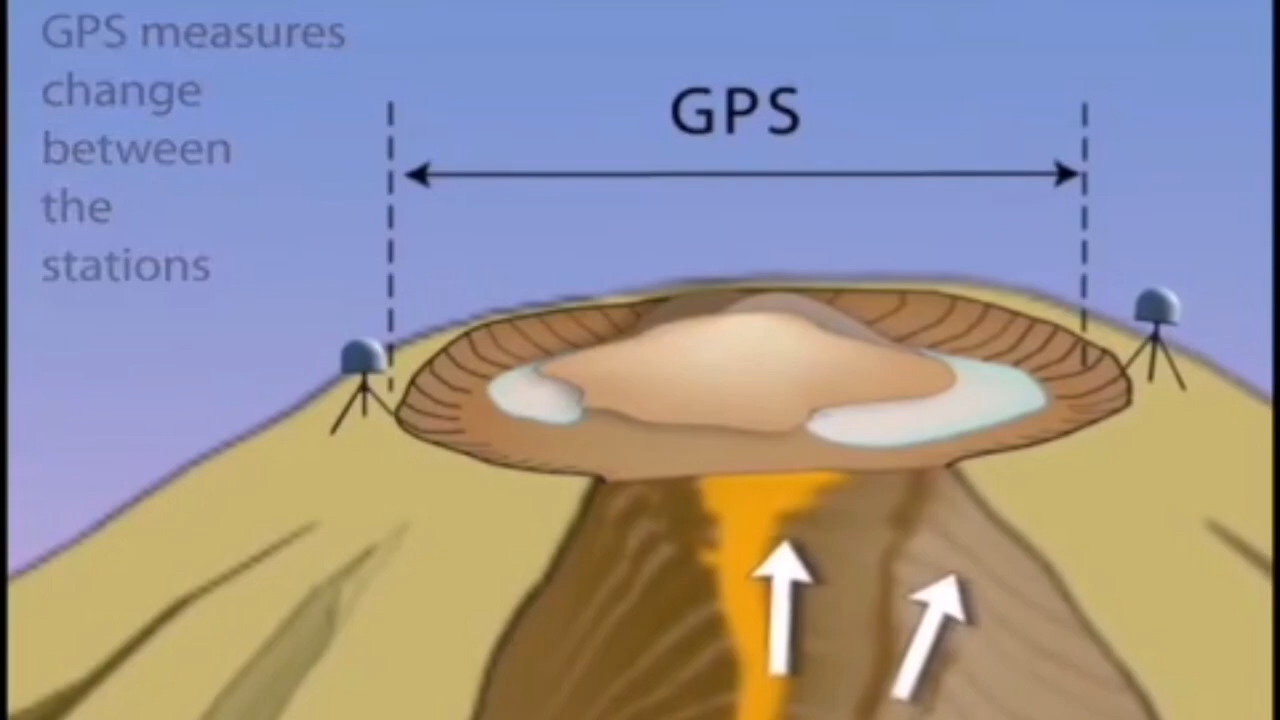 GPS measures
change
between
the
stations
GPS